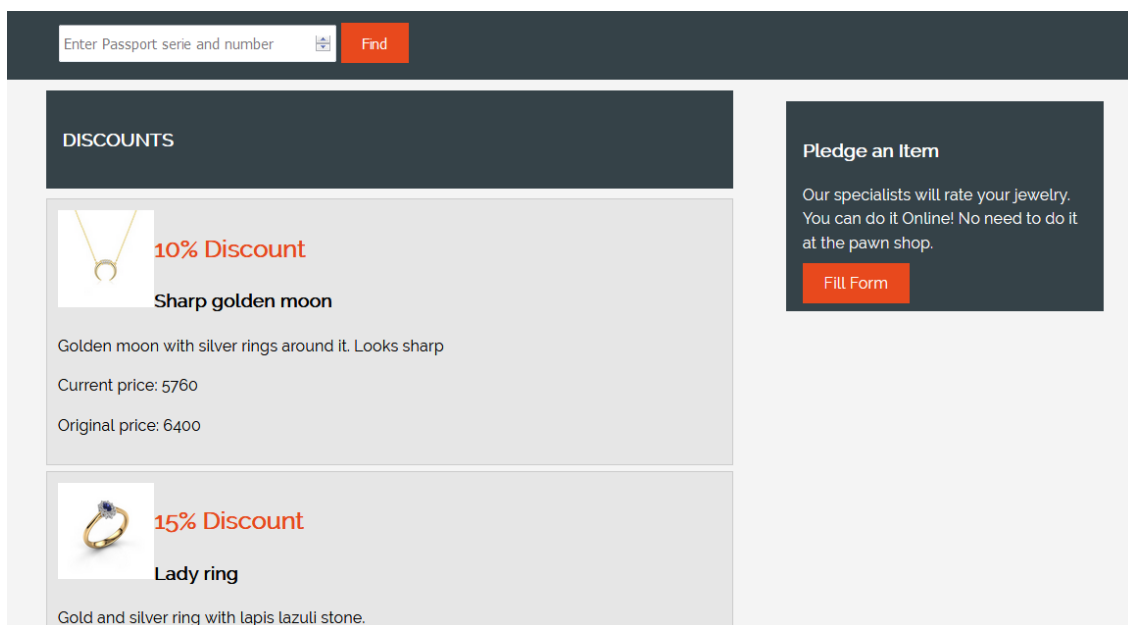 Enter Passport serie and number
Find
DISCOUNTS
10% Discount
Sharp golden moon
Golden moon with silver rings around it. Looks sharp
Current price: 5760
Original price: 6400
15% Discount
Lady ring
Gold and silver ring with lapis lazuli stone.
Pledge an Item
Our specialists will rate your jewelry.
You can do it Online! No need to do it
at the pawn shop.
Fill Form